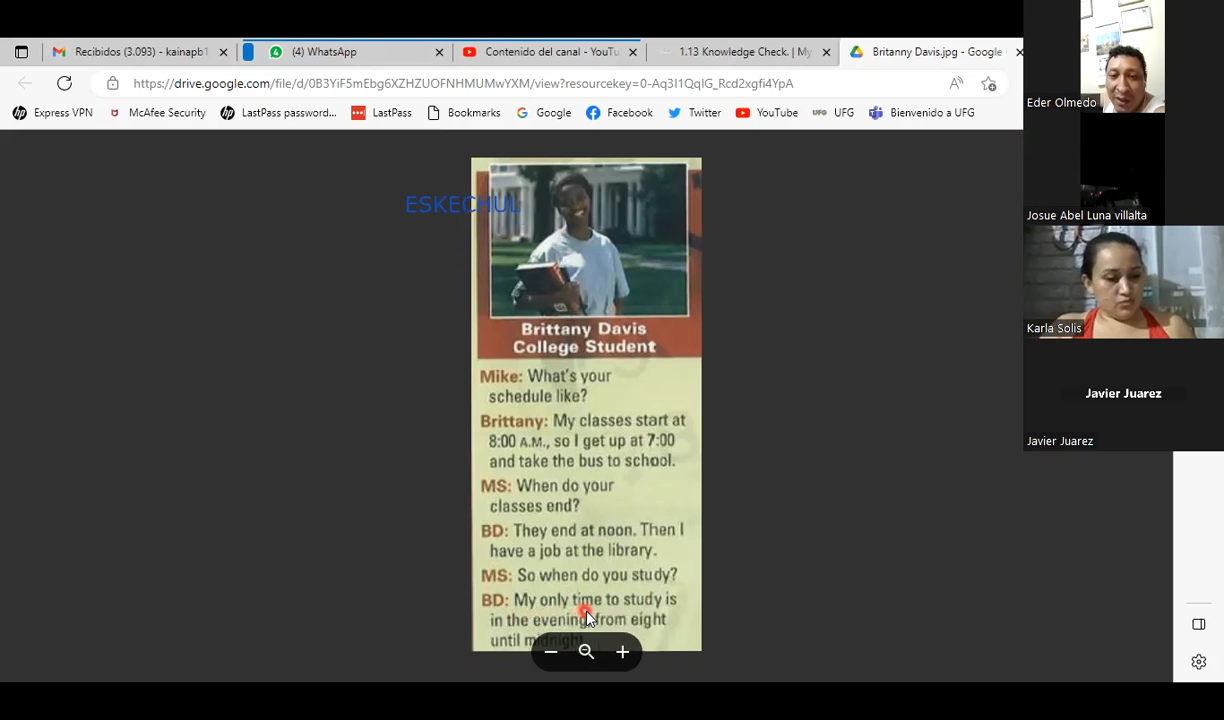 Recibidos (3.093) - kainapb
(4) WhatsApp
Contenido del canal - YouTu
1.13 Knowledge Check. | My
Britanny Davis.jpg - Google
https://drive.google.com/file/d/0B3YiF5mEbg6XZHZUOFNHMUMwYXM/view?resourcekey=0-Aq3I1QqlG_Rcd2xgfi4YpA
Express VPN
McAfee Security
LastPass password...
LastPass
Bookmarks
Google
Facebook
Twitter
YouTube
UFG
Bienvenido a UFG
ESKECHUL
Brittany Davis
College Student
Mike: What's your
schedule like?
Brittany: My classes start at
8:00 A.M., so I get up at 7:00
and take the bus to school.
MS: When do your
classes end?
BD: They end at noon. Then I
have a job at the library.
MS: So when do you study?
BD: My only time to study is
in the evening from eight
until midnight
Eder Olmedo
Josue Abel Luna villalta
Karla Solis
Javier Juarez
Javier Juarez